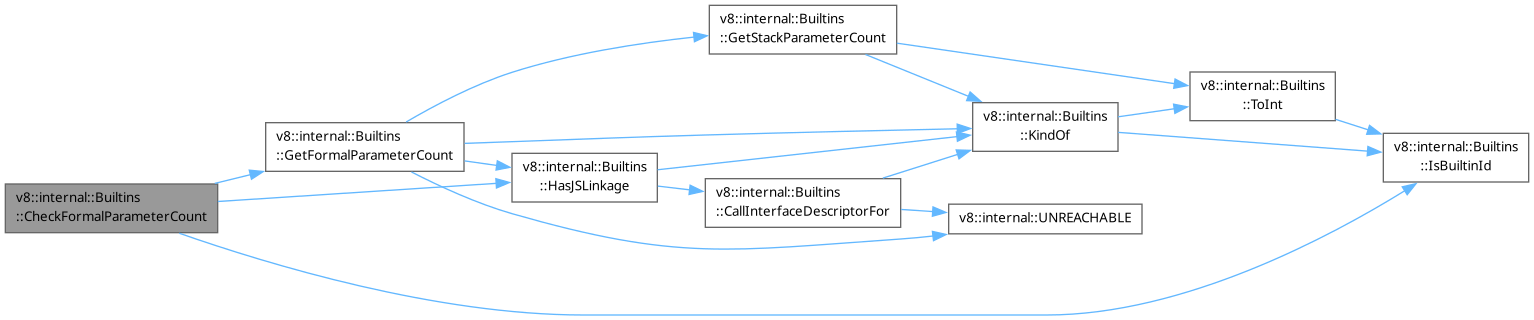 v8::internal::Builtins
::CheckFormalParameterCount
v8::internal::Builtins
::GetFormalParameterCount
v8::internal::Builtins
::GetStackParameterCount
v8::internal::Builtins
::HasJSLinkage
v8::internal::Builtins
::CallInterfaceDescriptorFor
v8::internal::Builtins
::KindOf
v8::internal::UNREACHABLE
v8::internal::Builtins
::ToInt
v8::internal::Builtins
::IsBuiltinId